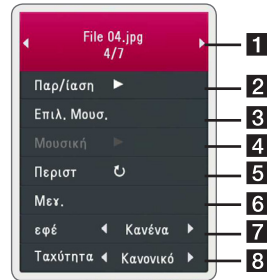 File 04.jpg
4/7
1
Παρ/ίαση
2
Επιλ. Μουσ.
3
Μουσική
4
Περιστ
5
Μεγ.
6
εφέ Κανένα
7
Ταχύτητα Κανονικό
8